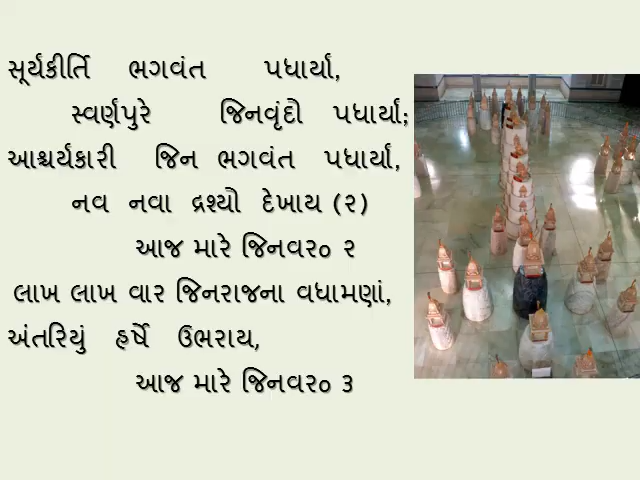 સૂર્યકીર્તિ ભગવંત પધાર્યાં,
સ્વર્ણપુરે જિનવૃંદો પધાર્યાં;
આશ્ચર્યકારી જિન ભગવંત પધાર્યાં,
નવ નવા દ્રશ્યો દેખાય (૨)
આજ મારે જિનવર૦ ૨
લાખ લાખ વાર જિનરાજના વધામણાં,
અંતરિયું હર્ષે ઉભરાય,
આજ મારે જિનવર૦ ૩